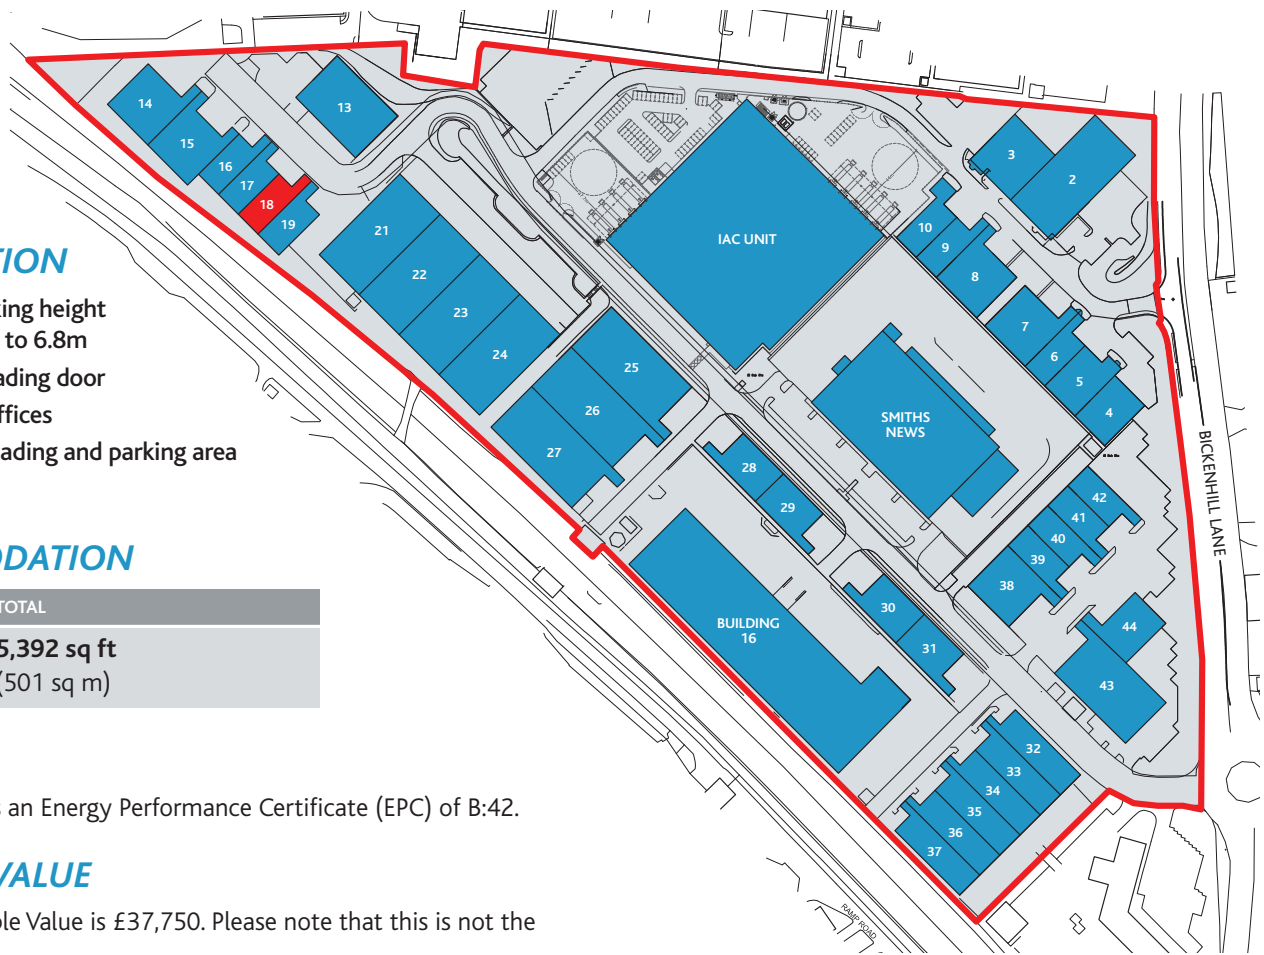 TION
king height
to 6.8m
ading door
ffices
ading and parking area
ODATION
TOTAL
5,392 sq ft
(501 sq m)
s an Energy Performance Certificate (EPC) of B:42.
VALUE
ble Value is £37,750. Please note that this is not the
14
15
16
17
18
19
13
21
22
23
24
25
26
27
IAC UNIT
3
2
10
9
8
7
6
5
4
SMITHS
NEWS
28
29
BUILDING
16
30
31
42
41
40
39
38
44
43
32
33
34
35
36
37
BICKENHILL LANE
RAMP ROAD